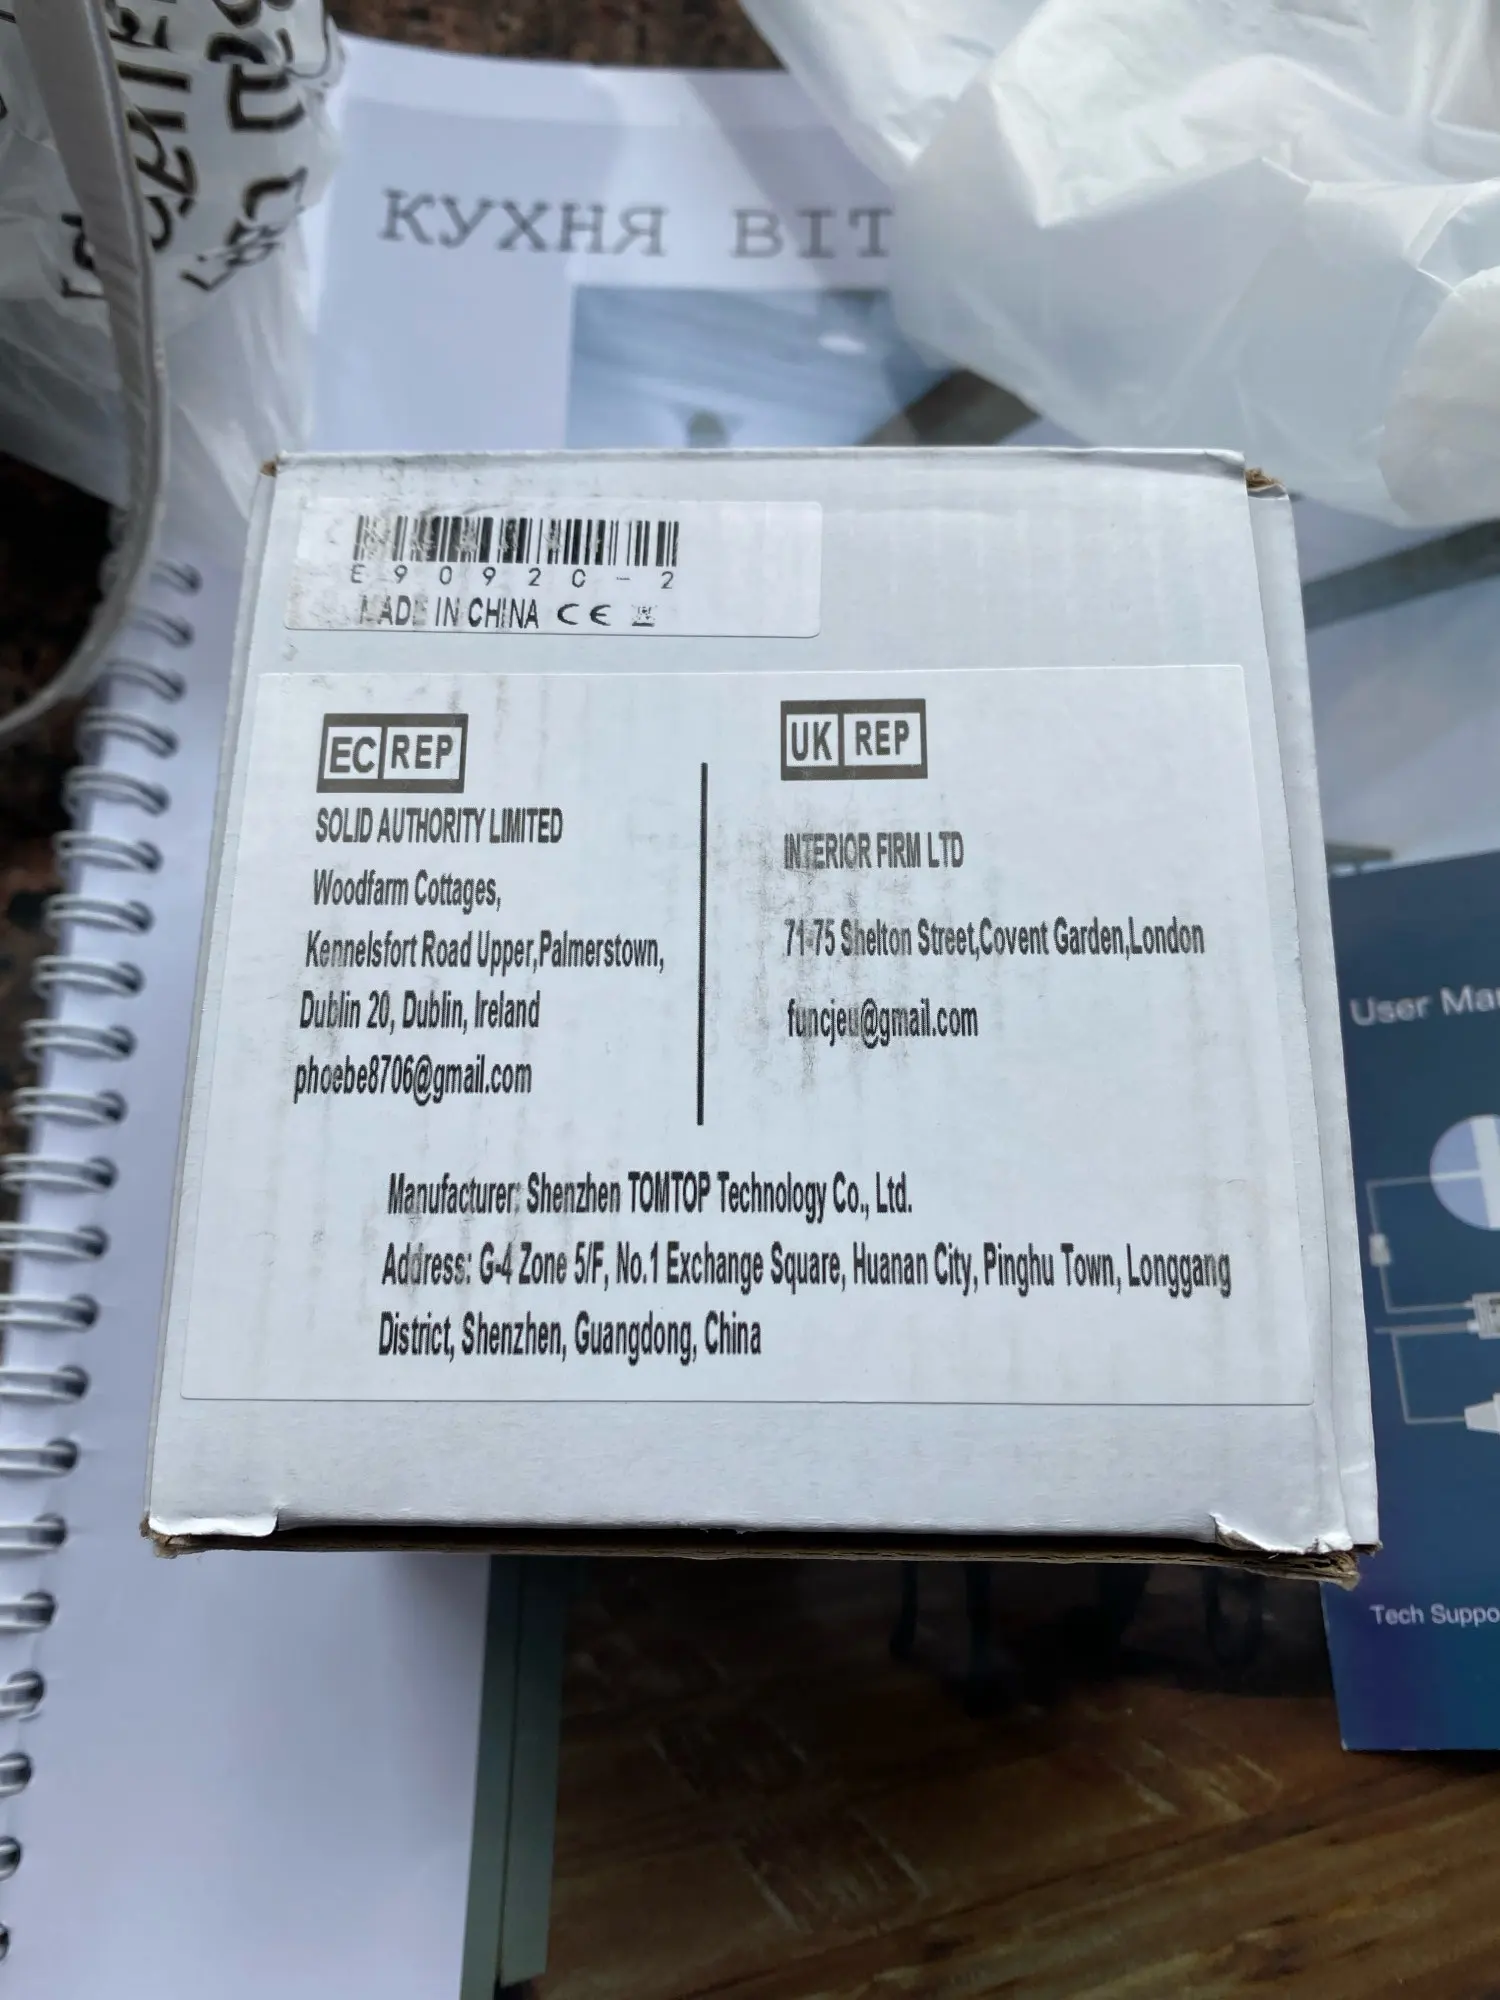 КУХНЯ ВІТ
E90920-2
MADE IN CHINA CE
EC REP
SOLID AUTHORITY LIMITED
Woodfarm Cottages,
Kennelsfort Road Upper,Palmerstown,
Dublin 20, Dublin, Ireland
phoebe8706@gmail.com
UK REP
INTERIOR FIRM LTD
71-75 Shelton Street,Covent Garden,London
funcjeu@gmail.com
Manufacturer: Shenzhen TOMTOP Technology Co., Ltd.
Address: G-4 Zone 5/F, No.1 Exchange Square, Huanan City, Pinghu Town, Longgang
District, Shenzhen, Guangdong, China
User Ma
Tech Suppo